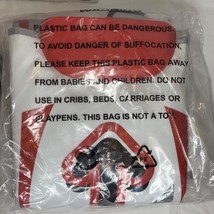 PLASTIC BAG CAN BE DANGEROUS
TO AVOID DANGER OF SUFFOCATION,
PLEASE KEEP THIS PLASTIC BAG AWAY
FROM BABIES AND CHILDREN. DO NOT
USE IN CRIBS, BEDS, CARRIAGES OR
PLAYPENS. THIS BAG IS NOT A TOY.